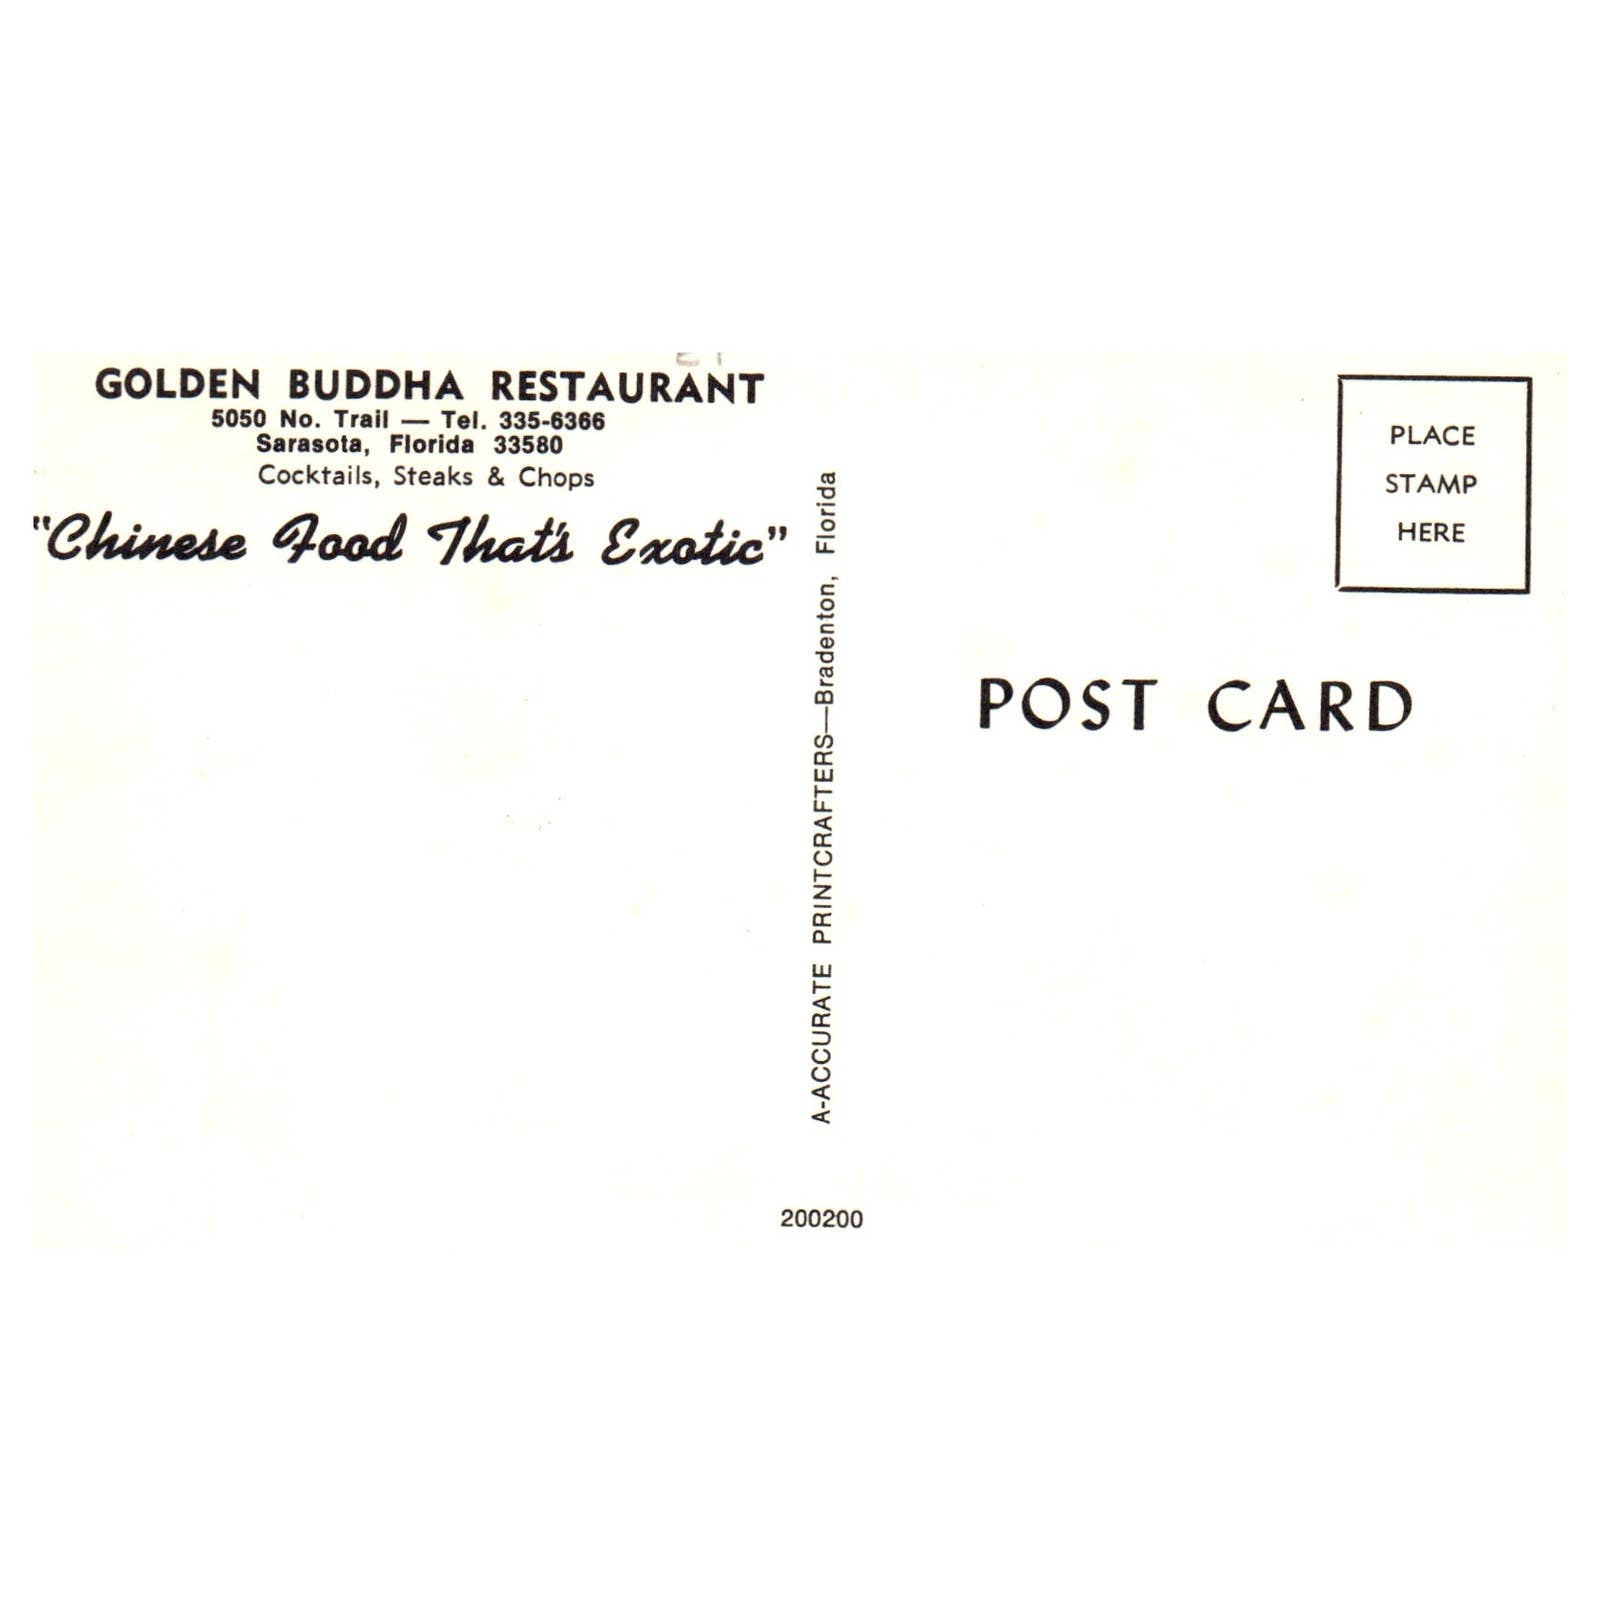 GOLDEN BUDDHA RESTAURANT
5050 No. Trail — Tel. 335-6366
Sarasota, Florida 33580
Cocktails, Steaks & Chops
"Chinese Food That's Exotic"
A-ACCURATE PRINTCRAFTERS—Bradenton, Florida
200200
PLACE
STAMP
HERE
POST CARD